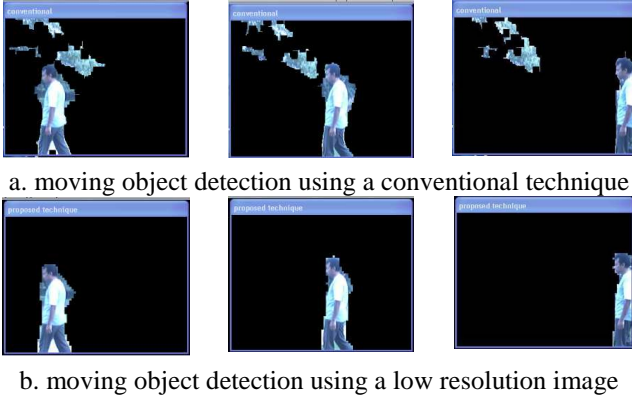 conventional
conventional
conventional
a. moving object detection using a conventional technique
proposed technique
proposed technique
proposed technique
b. moving object detection using a low resolution image